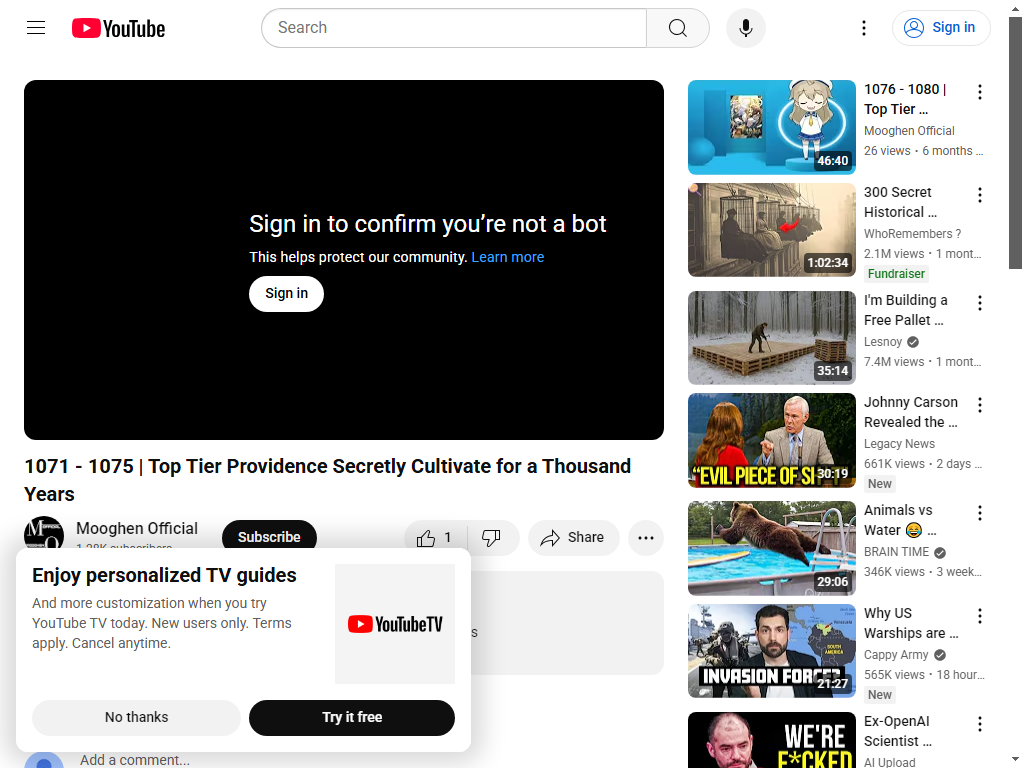 YouTube
Search
Sign in
Sign in to confirm you’re not a bot
This helps protect our community. Learn more
Sign in
1071 - 1075 | Top Tier Providence Secretly Cultivate for a Thousand
Years
Mooghen Official
Subscribe
1
Share
Enjoy personalized TV guides
And more customization when you try
YouTube TV today. New users only. Terms
apply. Cancel anytime.
YouTubeTV
No thanks
Try it free
Add a comment...
46:40
1076 - 1080 |
Top Tier ...
Mooghen Official
26 views • 6 months ...
1:02:34
300 Secret
Historical ...
WhoRemembers ?
2.1M views • 1 mont...
Fundraiser
35:14
I'm Building a
Free Pallet ...
Lesnoy
7.4M views • 1 mont...
30:19
Johnny Carson
Revealed the ...
Legacy News
661K views • 2 days ...
New
29:06
Animals vs
Water 😅 ...
BRAIN TIME
346K views • 3 week...
INVASION FORCE?
21:27
Why US
Warships are ...
Cappy Army
565K views • 18 hour...
New
WE'RE
F*CKED
Ex-OpenAI
Scientist ...
AI Upload